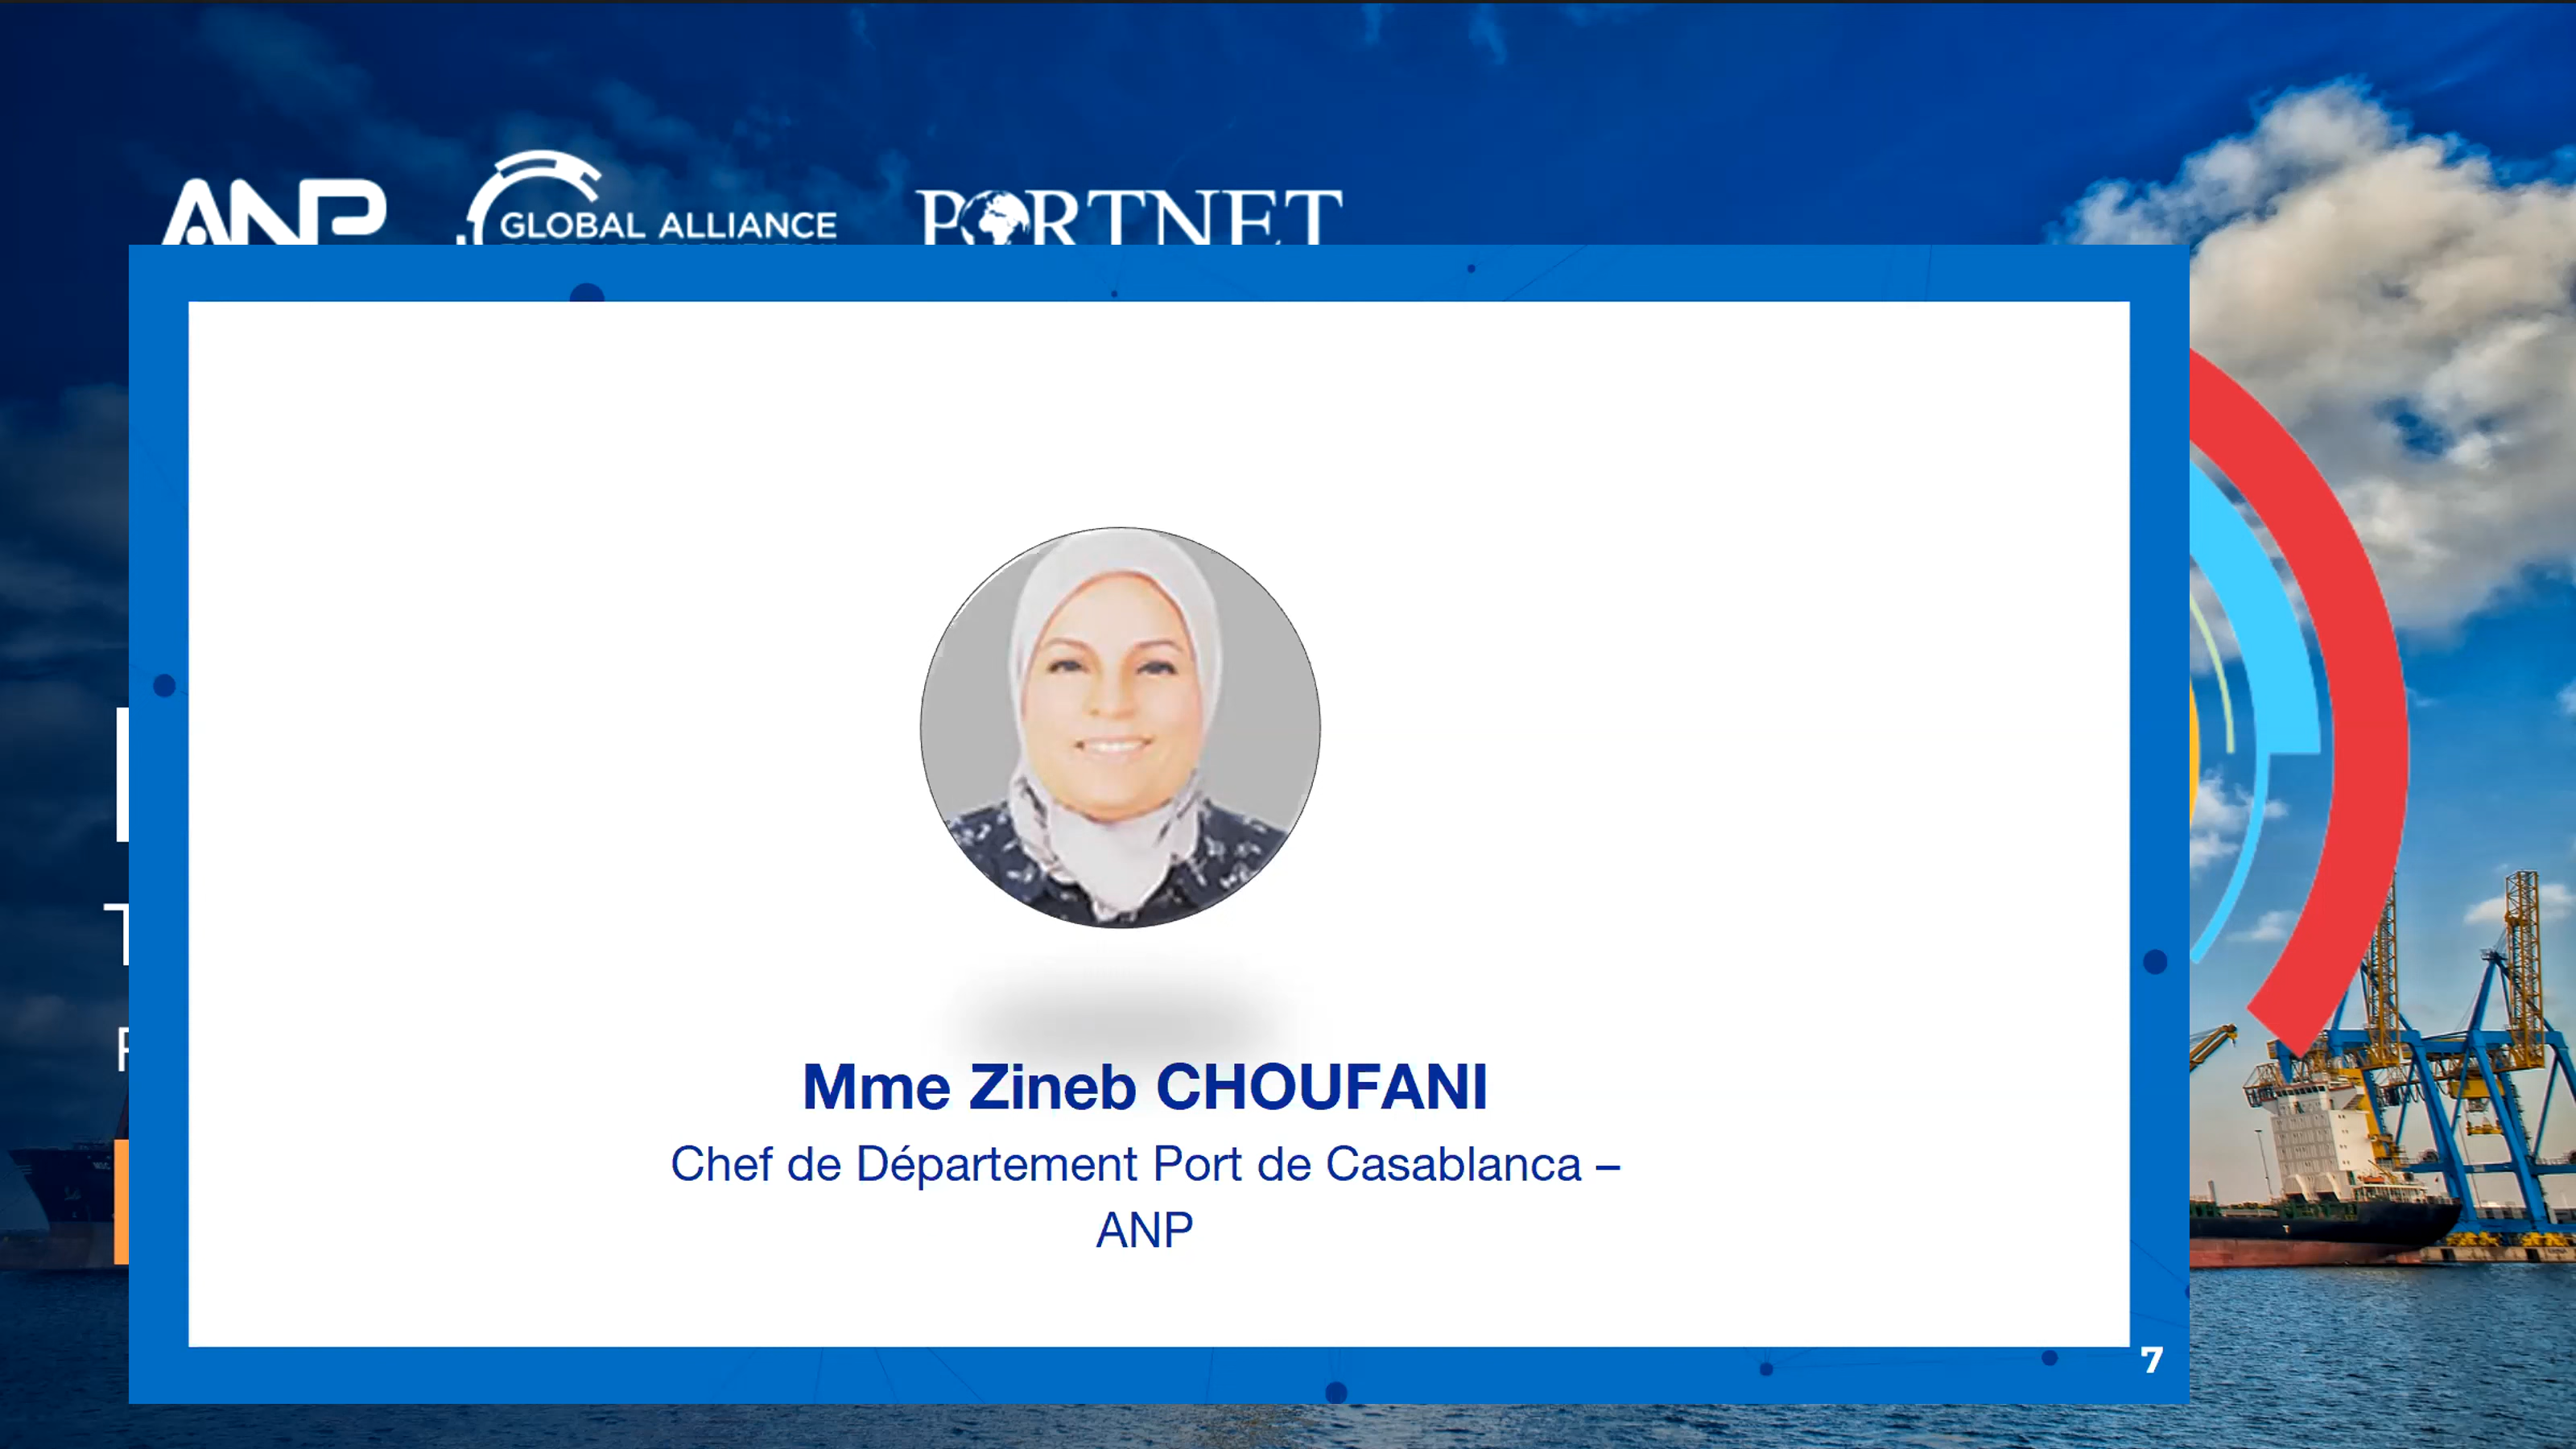 ANP
GLOBAL ALLIANCE
PORTNET
Mme Zineb CHOUFANI
Chef de Département Port de Casablanca –
ANP
7